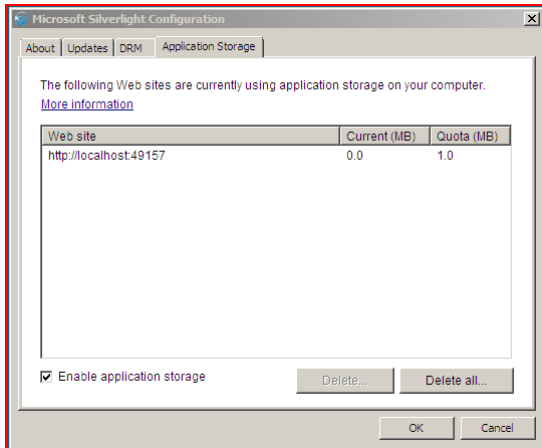 Microsoft Silverlight Configuration
About Updates DRM Application Storage
The following Web sites are currently using application storage on your computer.
More information
Web site Current (MB) Quota (MB)
http://localhost:49157 0.0 1.0
Enable application storage Delete... Delete all...
OK Cancel